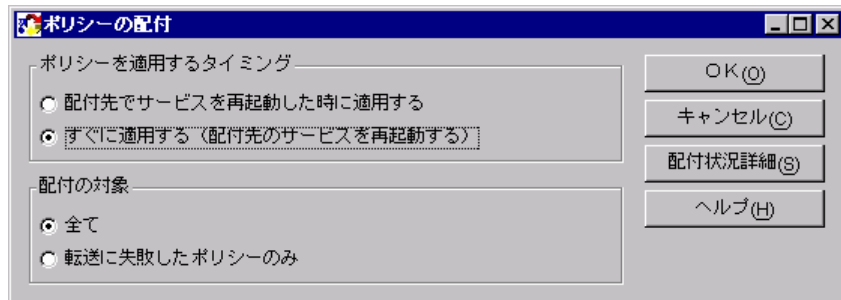 ポリシーの配付
ポリシーを適用するタイミング
配付先でサービスを再起動した時に適用する
すぐに適用する（配付先のサービスを再起動する）
配付の対象
全て
転送に失敗したポリシーのみ
OK(O)
キャンセル(C)
配付状況詳細(S)
ヘルプ(H)